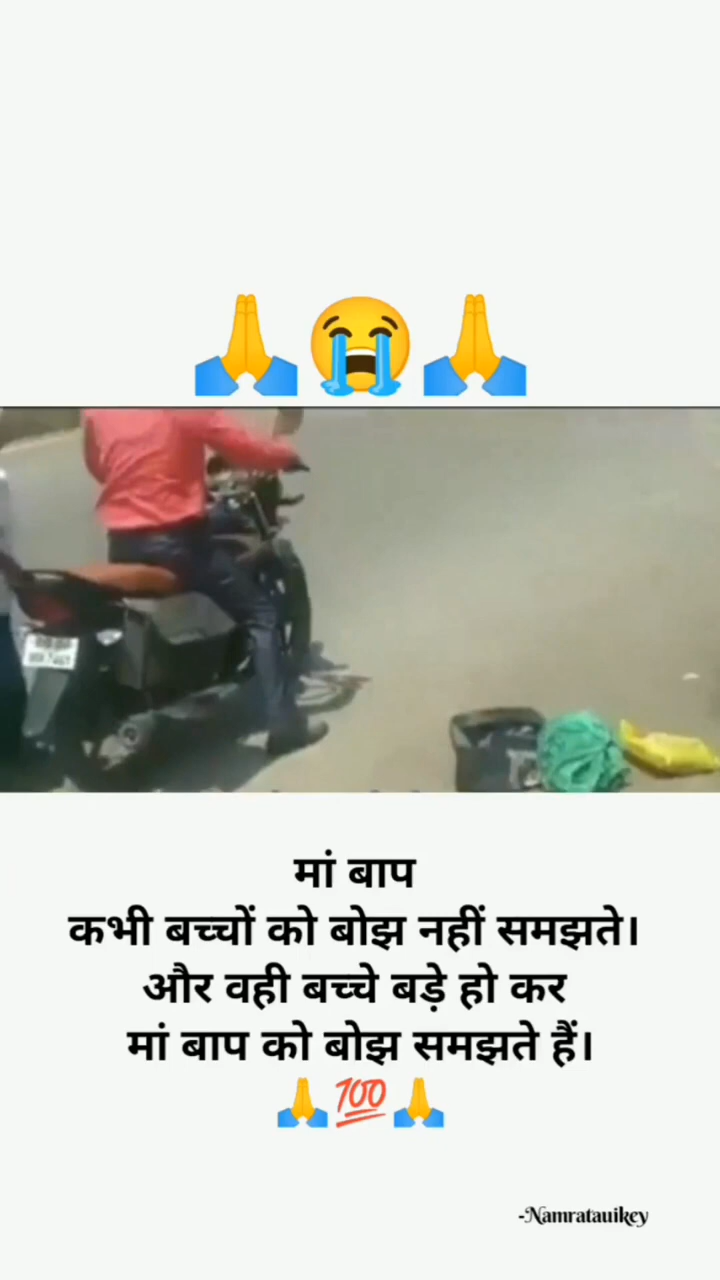 मां बाप
कभी बच्चों को बोझ नहीं समझते।
और वही बच्चे बड़े हो कर
मां बाप को बोझ समझते हैं।
-Namratauikey